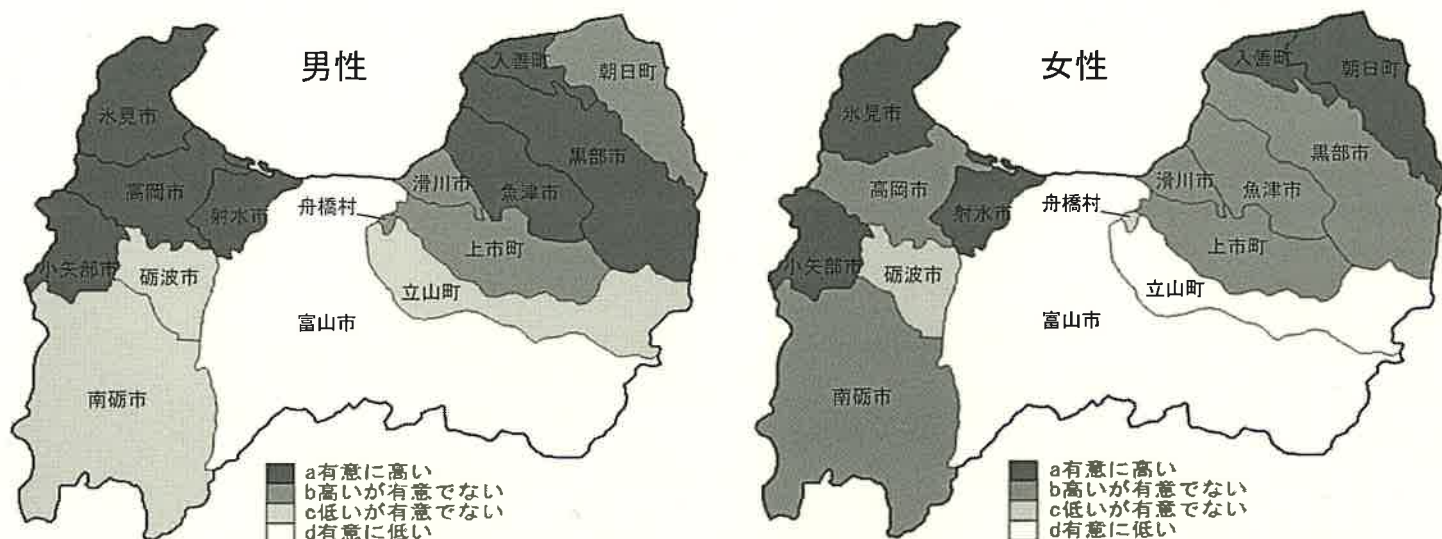 男性
入善町
朝日町
氷見市
黒部市
高岡市
滑川市
魚津市
射水市
舟橋村
上市町
小矢部市
砺波市
立山町
富山市
南砺市
a有意に高い
b高いが有意でない
c低いが有意でない
d有意に低い
女性
入善町
朝日町
氷見市
黒部市
高岡市
滑川市
魚津市
射水市
舟橋村
上市町
小矢部市
砺波市
立山町
富山市
南砺市
a有意に高い
b高いが有意でない
c低いが有意でない
d有意に低い